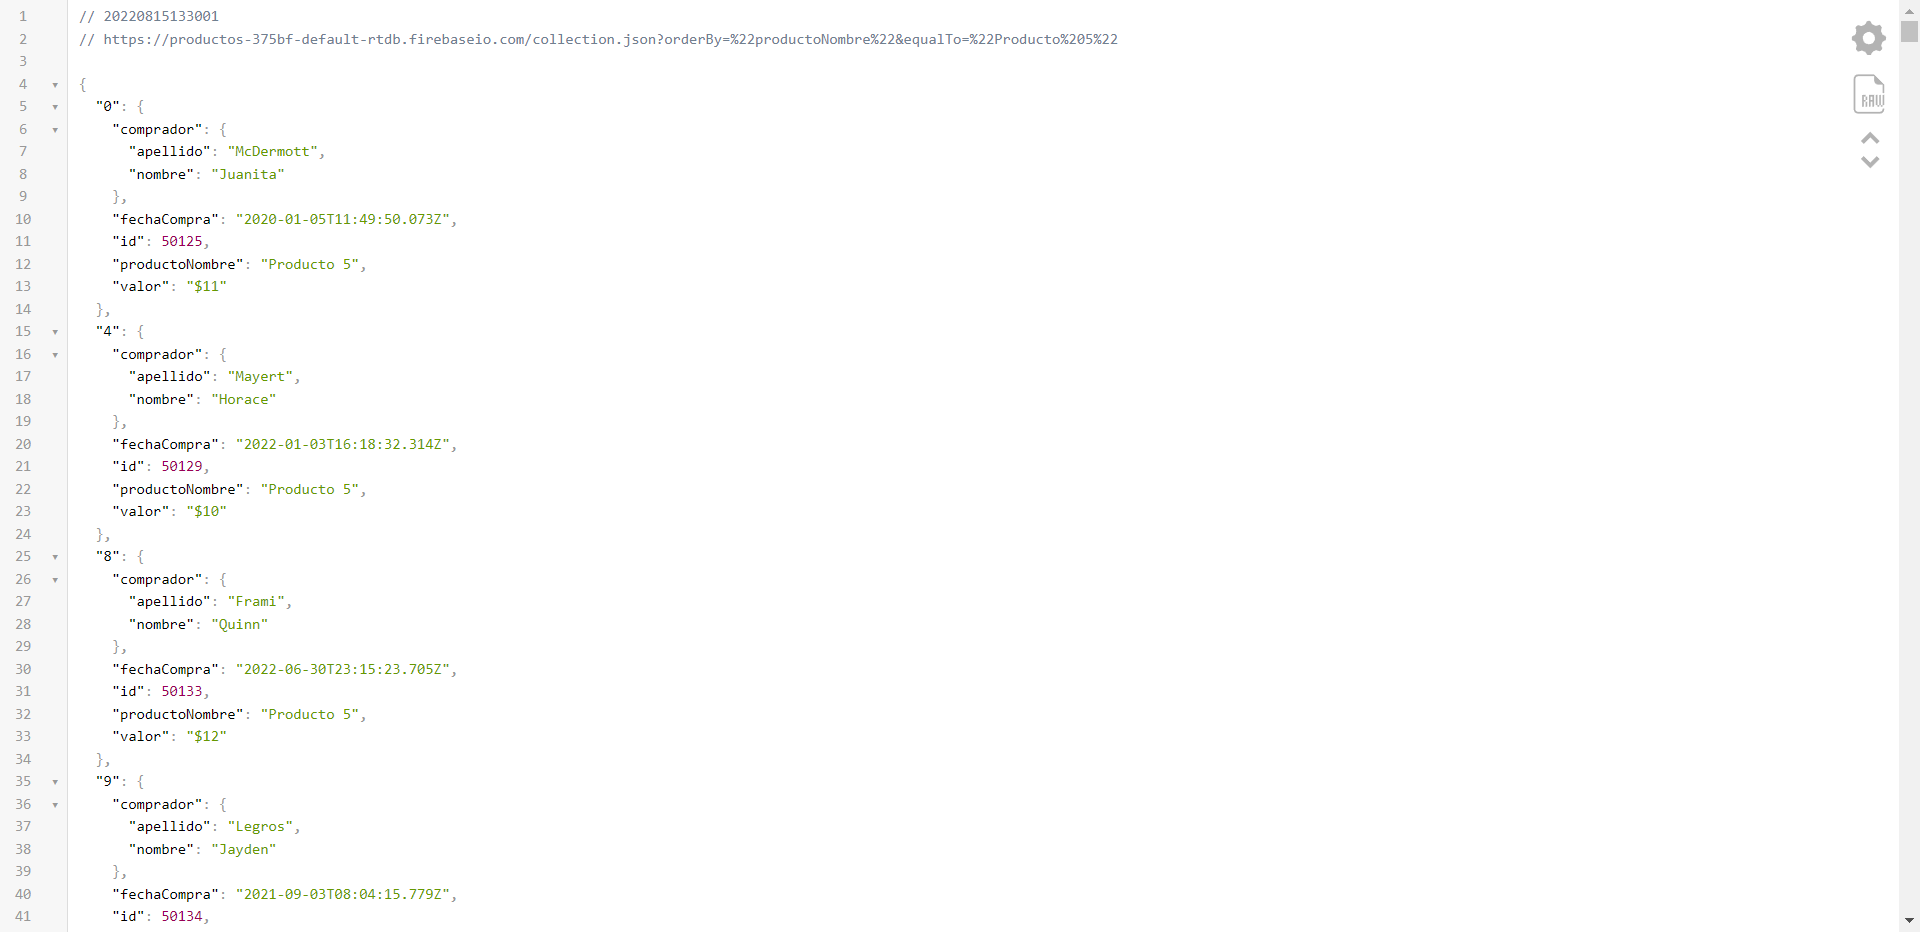 1 // 20220815133001
2 // https://productos-375bf-default-rtdb.firebaseio.com/collection.json?orderBy=%22productoNombre%22&equalTo=%22Producto%205%22
3
4 {
5 "0": {
6 "comprador": {
7 "apellido": "McDermott",
8 "nombre": "Juanita"
9 },
10 "fechaCompra": "2020-01-05T11:49:50.073Z",
11 "id": 50125,
12 "productoNombre": "Producto 5",
13 "valor": "$11"
14 },
15 "4": {
16 "comprador": {
17 "apellido": "Mayert",
18 "nombre": "Horace"
19 },
20 "fechaCompra": "2022-01-03T16:18:32.314Z",
21 "id": 50129,
22 "productoNombre": "Producto 5",
23 "valor": "$10"
24 },
25 "8": {
26 "comprador": {
27 "apellido": "Frami",
28 "nombre": "Quinn"
29 },
30 "fechaCompra": "2022-06-30T23:15:23.705Z",
31 "id": 50133,
32 "productoNombre": "Producto 5",
33 "valor": "$12"
34 },
35 "9": {
36 "comprador": {
37 "apellido": "Legros",
38 "nombre": "Jayden"
39 },
40 "fechaCompra": "2021-09-03T08:04:15.779Z",
41 "id": 50134,
RAW